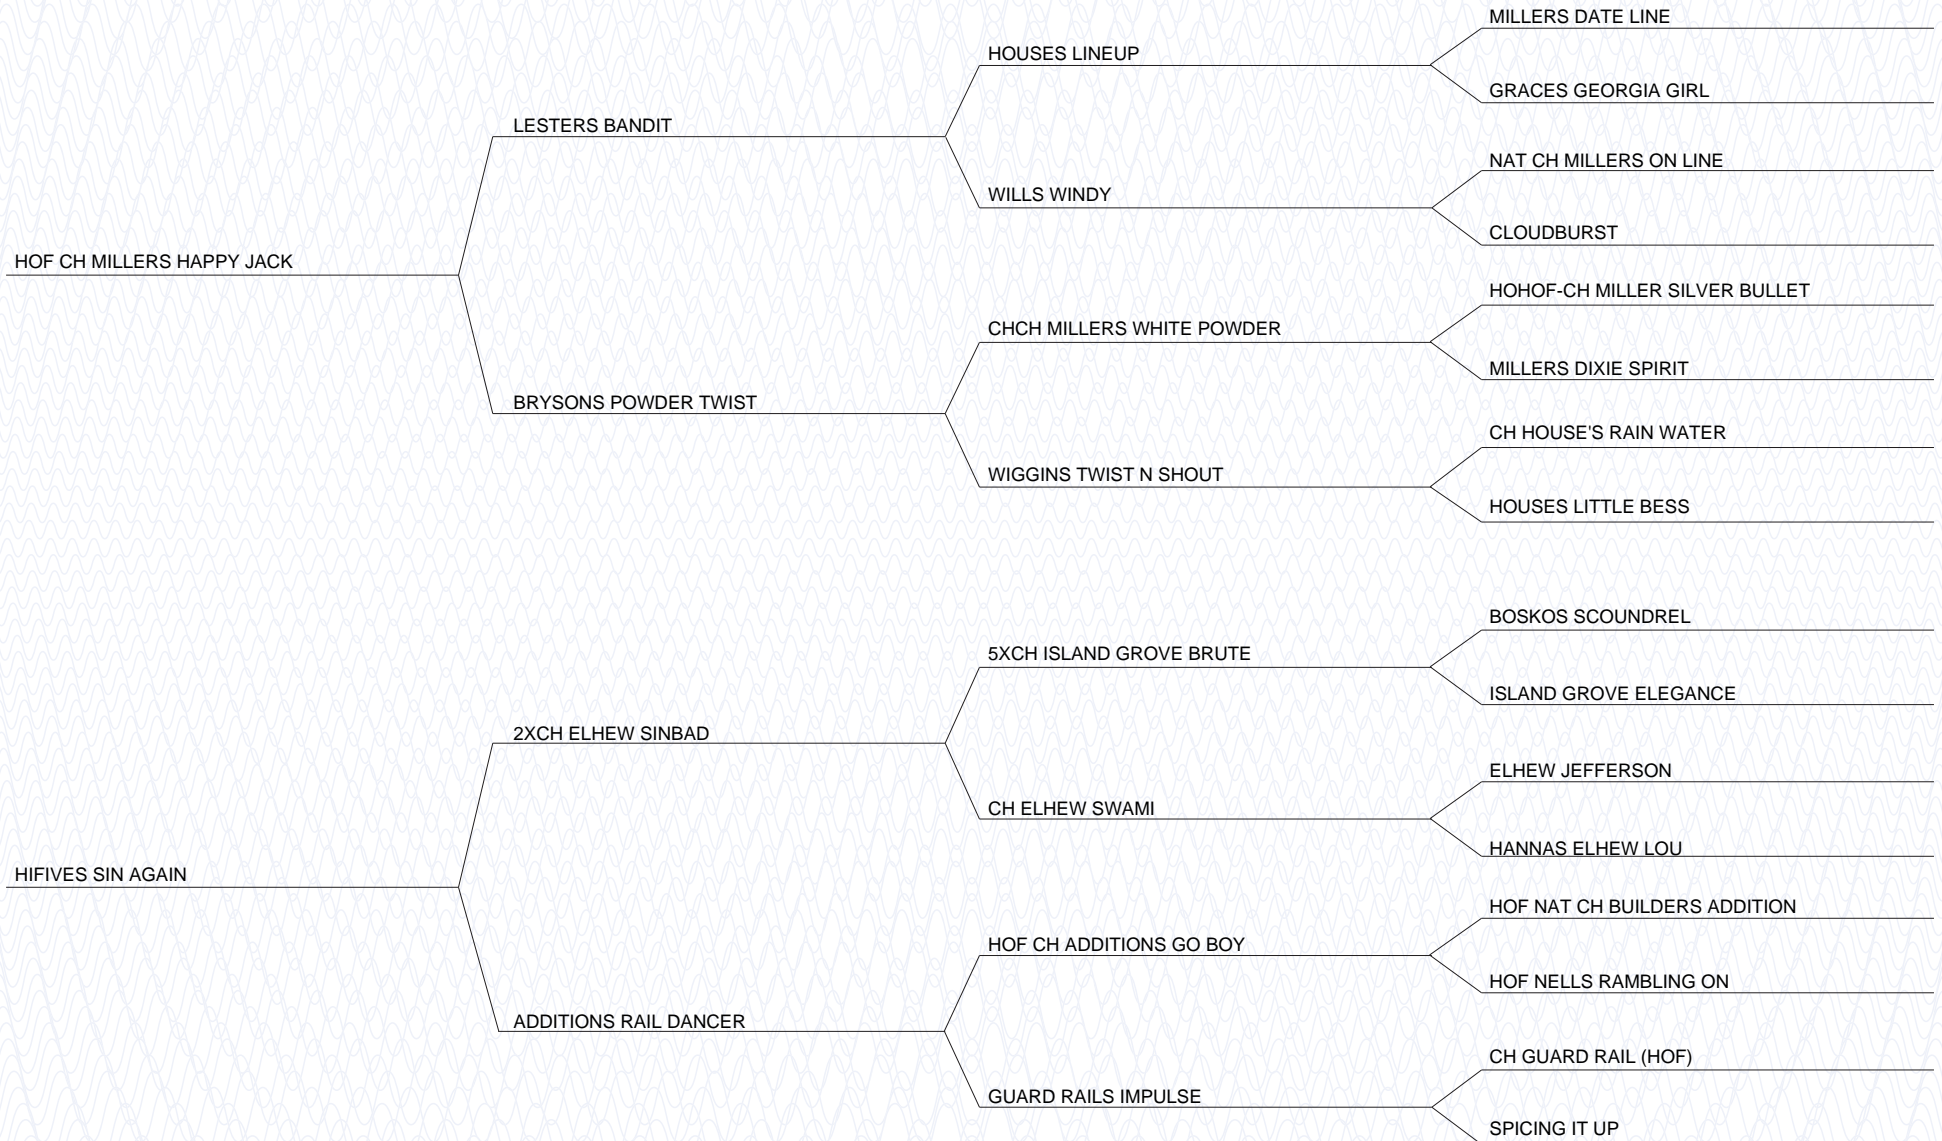 MILLERS DATE LINE
HOUSES LINEUP
GRACES GEORGIA GIRL
LESTERS BANDIT
NAT CH MILLERS ON LINE
WILLS WINDY
CLOUDBURST
HOF CH MILLERS HAPPY JACK
HOHOF-CH MILLER SILVER BULLET
CHCH MILLERS WHITE POWDER
MILLERS DIXIE SPIRIT
BRYSONS POWDER TWIST
CH HOUSE'S RAIN WATER
WIGGINS TWIST N SHOUT
HOUSES LITTLE BESS
BOSKOS SCOUNDREL
5XCH ISLAND GROVE BRUTE
ISLAND GROVE ELEGANCE
2XCH ELHEW SINBAD
ELHEW JEFFERSON
CH ELHEW SWAMI
HANNAS ELHEW LOU
HIFIVES SIN AGAIN
HOF NAT CH BUILDERS ADDITION
HOF CH ADDITIONS GO BOY
HOF NELLS RAMBLING ON
ADDITIONS RAIL DANCER
CH GUARD RAIL (HOF)
GUARD RAILS IMPULSE
SPICING IT UP